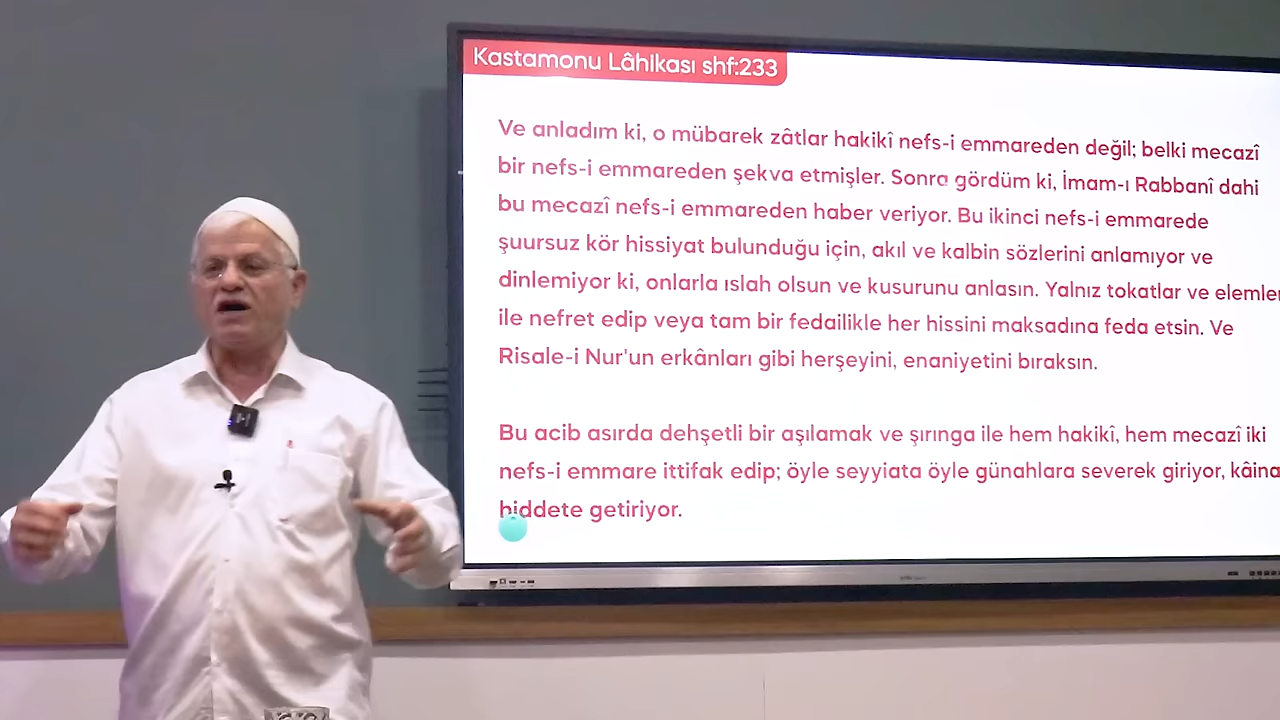 Kastamonu Lâhikası shf:233
Ve anladım ki, o mübarek zâtlar hakikî nefs-i emmareden değil; belki mecazî
bir nefs-i emmareden şekva etmişler. Sonra gördüm ki, İmam-ı Rabbanî dahi
bu mecazî nefs-i emmareden haber veriyor. Bu ikinci nefs-i emmarede
şuursuz kör hissiyat bulunduğu için, akıl ve kalbin sözlerini anlamıyor ve
dinlemiyor ki, onlarla ıslah olsun ve kusurunu anlasın. Yalnız tokatlar ve elemler
ile nefret edip veya tam bir fedailikle her hissini maksadına feda etsin. Ve
Risale-i Nur'un erkânları gibi herşeyini, enaniyetini bıraksın.
Bu acib asırda dehşetli bir aşılamak ve şırınga ile hem hakikî, hem mecazî iki
nefs-i emmare ittifak edip; öyle seyyiata öyle günahlara severek giriyor, kâina
hiddete getiriyor.